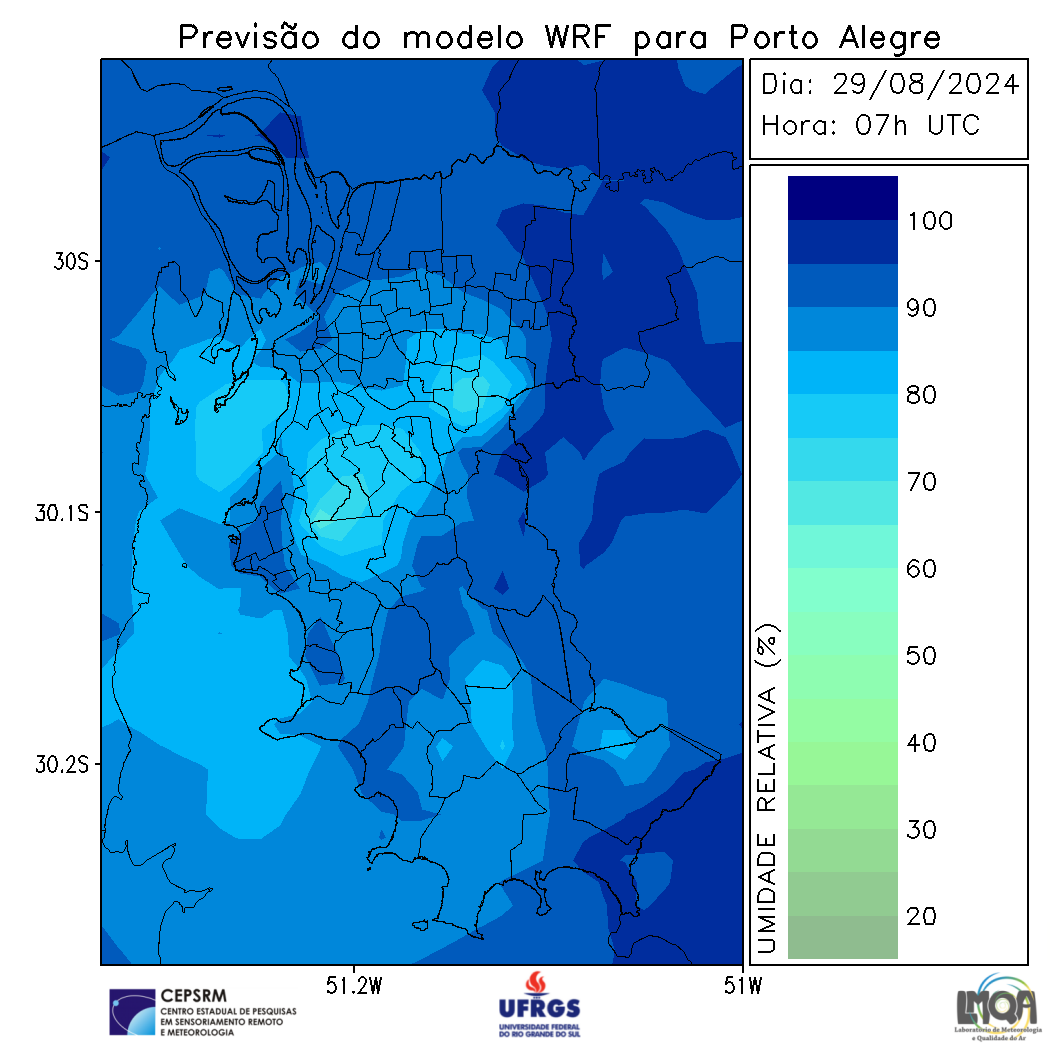 Previsão do modelo WRF para Porto Alegre
Dia: 29/08/2024
Hora: 07h UTC
100
90
80
70
60
50
40
30
20
UMIDADE RELATIVA (%)
30S
30.1S
30.2S
51.2W
51W
CEPSRM
CENTRO ESTADUAL DE PESQUISAS
EM SENSORIAMENTO REMOTO
E METEOROLOGIA
UFRGS
UNIVERSIDADE FEDERAL
DO RIO GRANDE DO SUL
LMQA
Laboratório de Meteorologia
e Qualidade do Ar